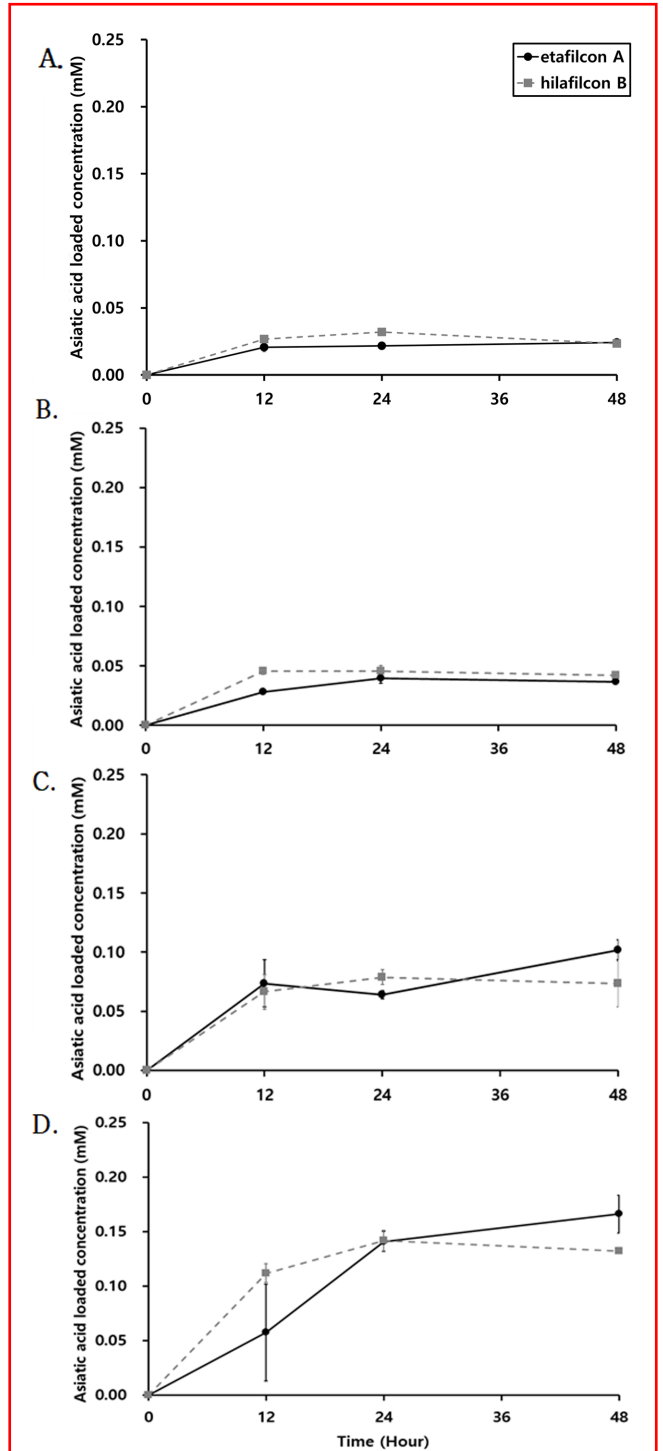 A.
Asiatic acid loaded concentration (mM)
0.25
0.20
0.15
0.10
0.05
0.00
0 12 24 36 48
etafilcon A
hilafilcon B
B.
Asiatic acid loaded concentration (mM)
0.25
0.20
0.15
0.10
0.05
0.00
0 12 24 36 48
C.
Asiatic acid loaded concentration (mM)
0.25
0.20
0.15
0.10
0.05
0.00
0 12 24 36 48
D.
Asiatic acid loaded concentration (mM)
0.25
0.20
0.15
0.10
0.05
0.00
0 12 24 36 48
Time (Hour)